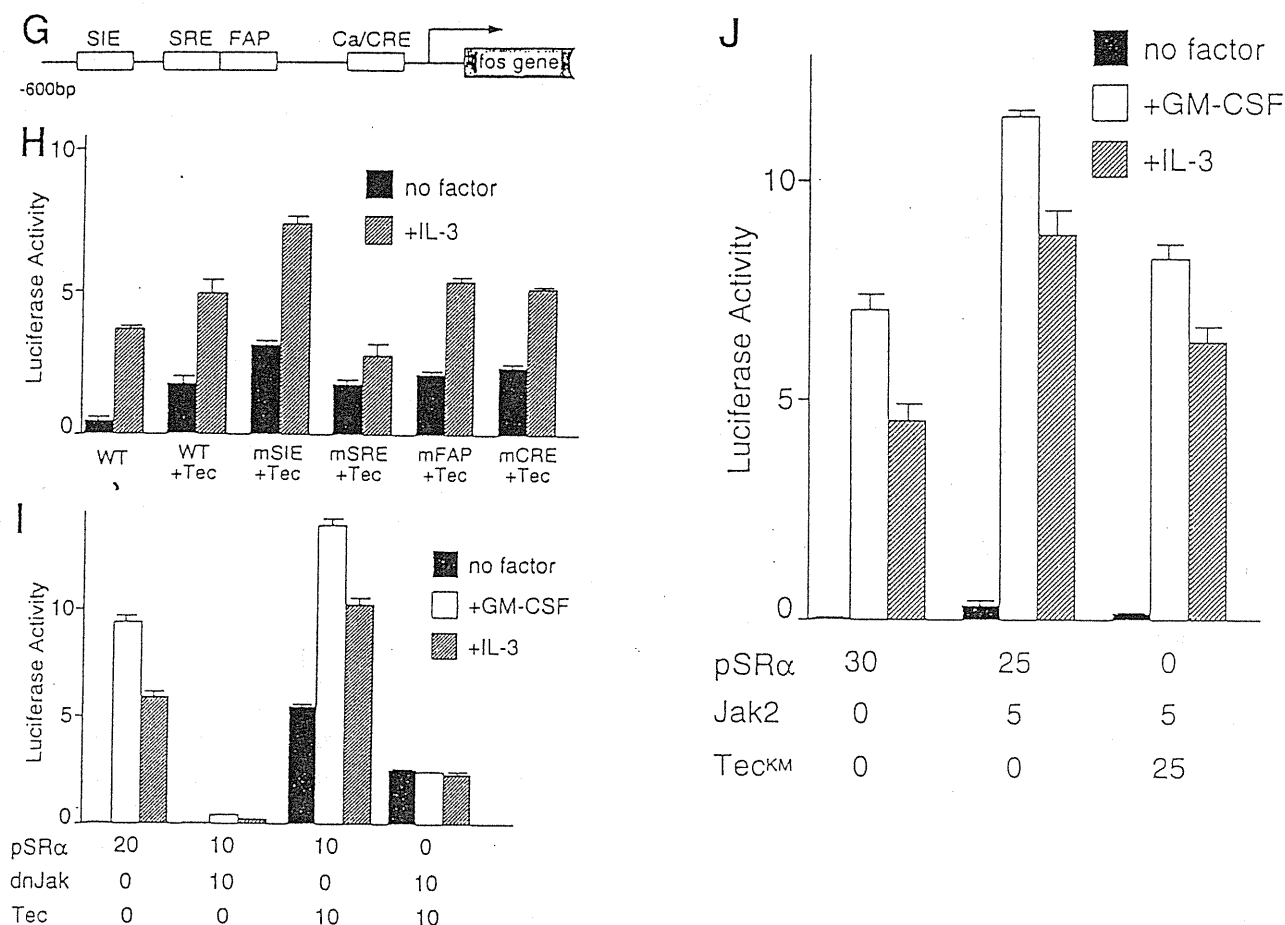 G
SIE SRE FAP Ca/CRE
fos gene
-600bp
H
10
5
0
Luciferase Activity
no factor
+IL-3
WT WT +Tec mSIE +Tec mSRE +Tec mFAP +Tec mCRE +Tec
I
10
5
0
Luciferase Activity
no factor
+GM-CSF
+IL-3
pSRα 20 10 10 0
dnJak 0 10 0 10
Tec 0 0 10 10
J
no factor
+GM-CSF
+IL-3
10
5
0
Luciferase Activity
pSRα 30 25 0
Jak2 0 5 5
Tecᴷᴹ 0 0 25